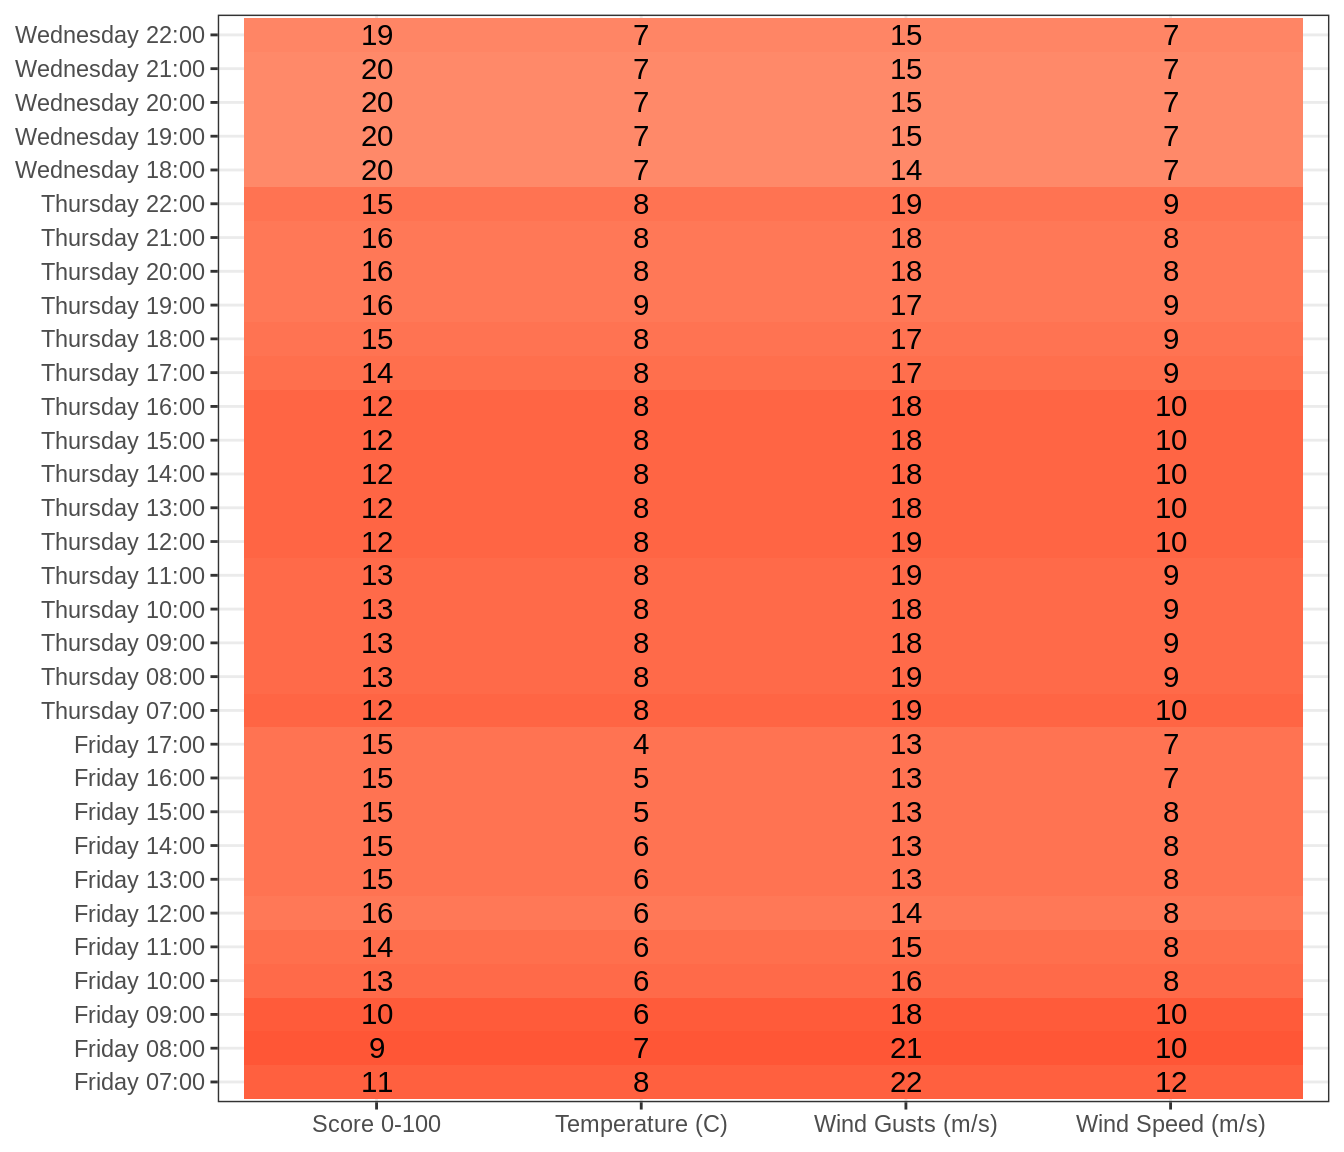 Wednesday 22:00 19 7 15 7
Wednesday 21:00 20 7 15 7
Wednesday 20:00 20 7 15 7
Wednesday 19:00 20 7 15 7
Wednesday 18:00 20 7 14 7
Thursday 22:00 15 8 19 9
Thursday 21:00 16 8 18 8
Thursday 20:00 16 8 18 8
Thursday 19:00 16 9 17 9
Thursday 18:00 15 8 17 9
Thursday 17:00 14 8 17 9
Thursday 16:00 12 8 18 10
Thursday 15:00 12 8 18 10
Thursday 14:00 12 8 18 10
Thursday 13:00 12 8 18 10
Thursday 12:00 12 8 19 10
Thursday 11:00 13 8 19 9
Thursday 10:00 13 8 18 9
Thursday 09:00 13 8 18 9
Thursday 08:00 13 8 19 9
Thursday 07:00 12 8 19 10
Friday 17:00 15 4 13 7
Friday 16:00 15 5 13 7
Friday 15:00 15 5 13 8
Friday 14:00 15 6 13 8
Friday 13:00 15 6 13 8
Friday 12:00 16 6 14 8
Friday 11:00 14 6 15 8
Friday 10:00 13 6 16 8
Friday 09:00 10 6 18 10
Friday 08:00 9 7 21 10
Friday 07:00 11 8 22 12
Score 0-100 Temperature (C) Wind Gusts (m/s) Wind Speed (m/s)